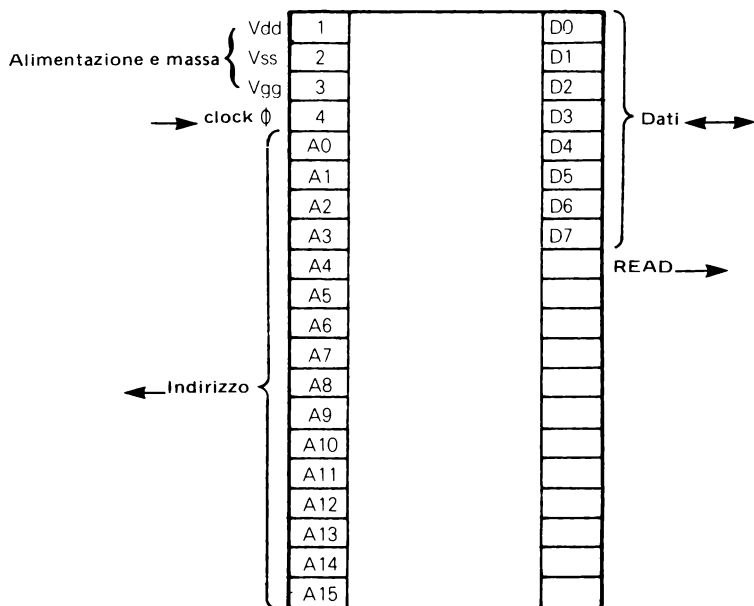 Vdd 1 D0
Alimentazione e massa Vss 2 D1
Vgg 3 D2
clock ϕ 4 D3 Dati
A0 D4
A1 D5
A2 D6
A3 D7
A4 READ
A5
A6
A7
Indirizzo A8
A9
A10
A11
A12
A13
A14
A15